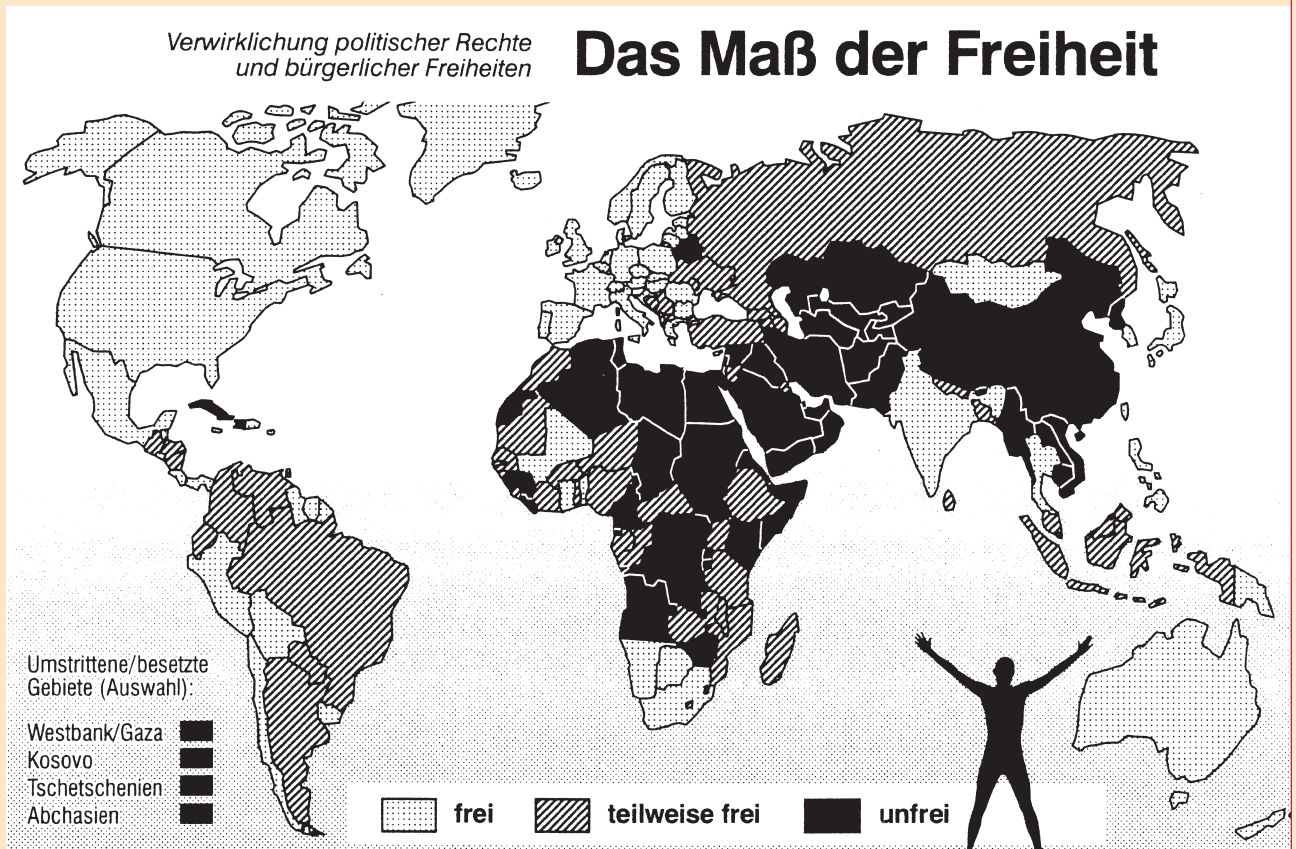 Verwirklichung politischer Rechte
und bürgerlicher Freiheiten
Das Maß der Freiheit
Umstrittene/besetzte
Gebiete (Auswahl):
Westbank/Gaza
Kosovo
Tschetschenien
Abchasien
frei
teilweise frei
unfrei